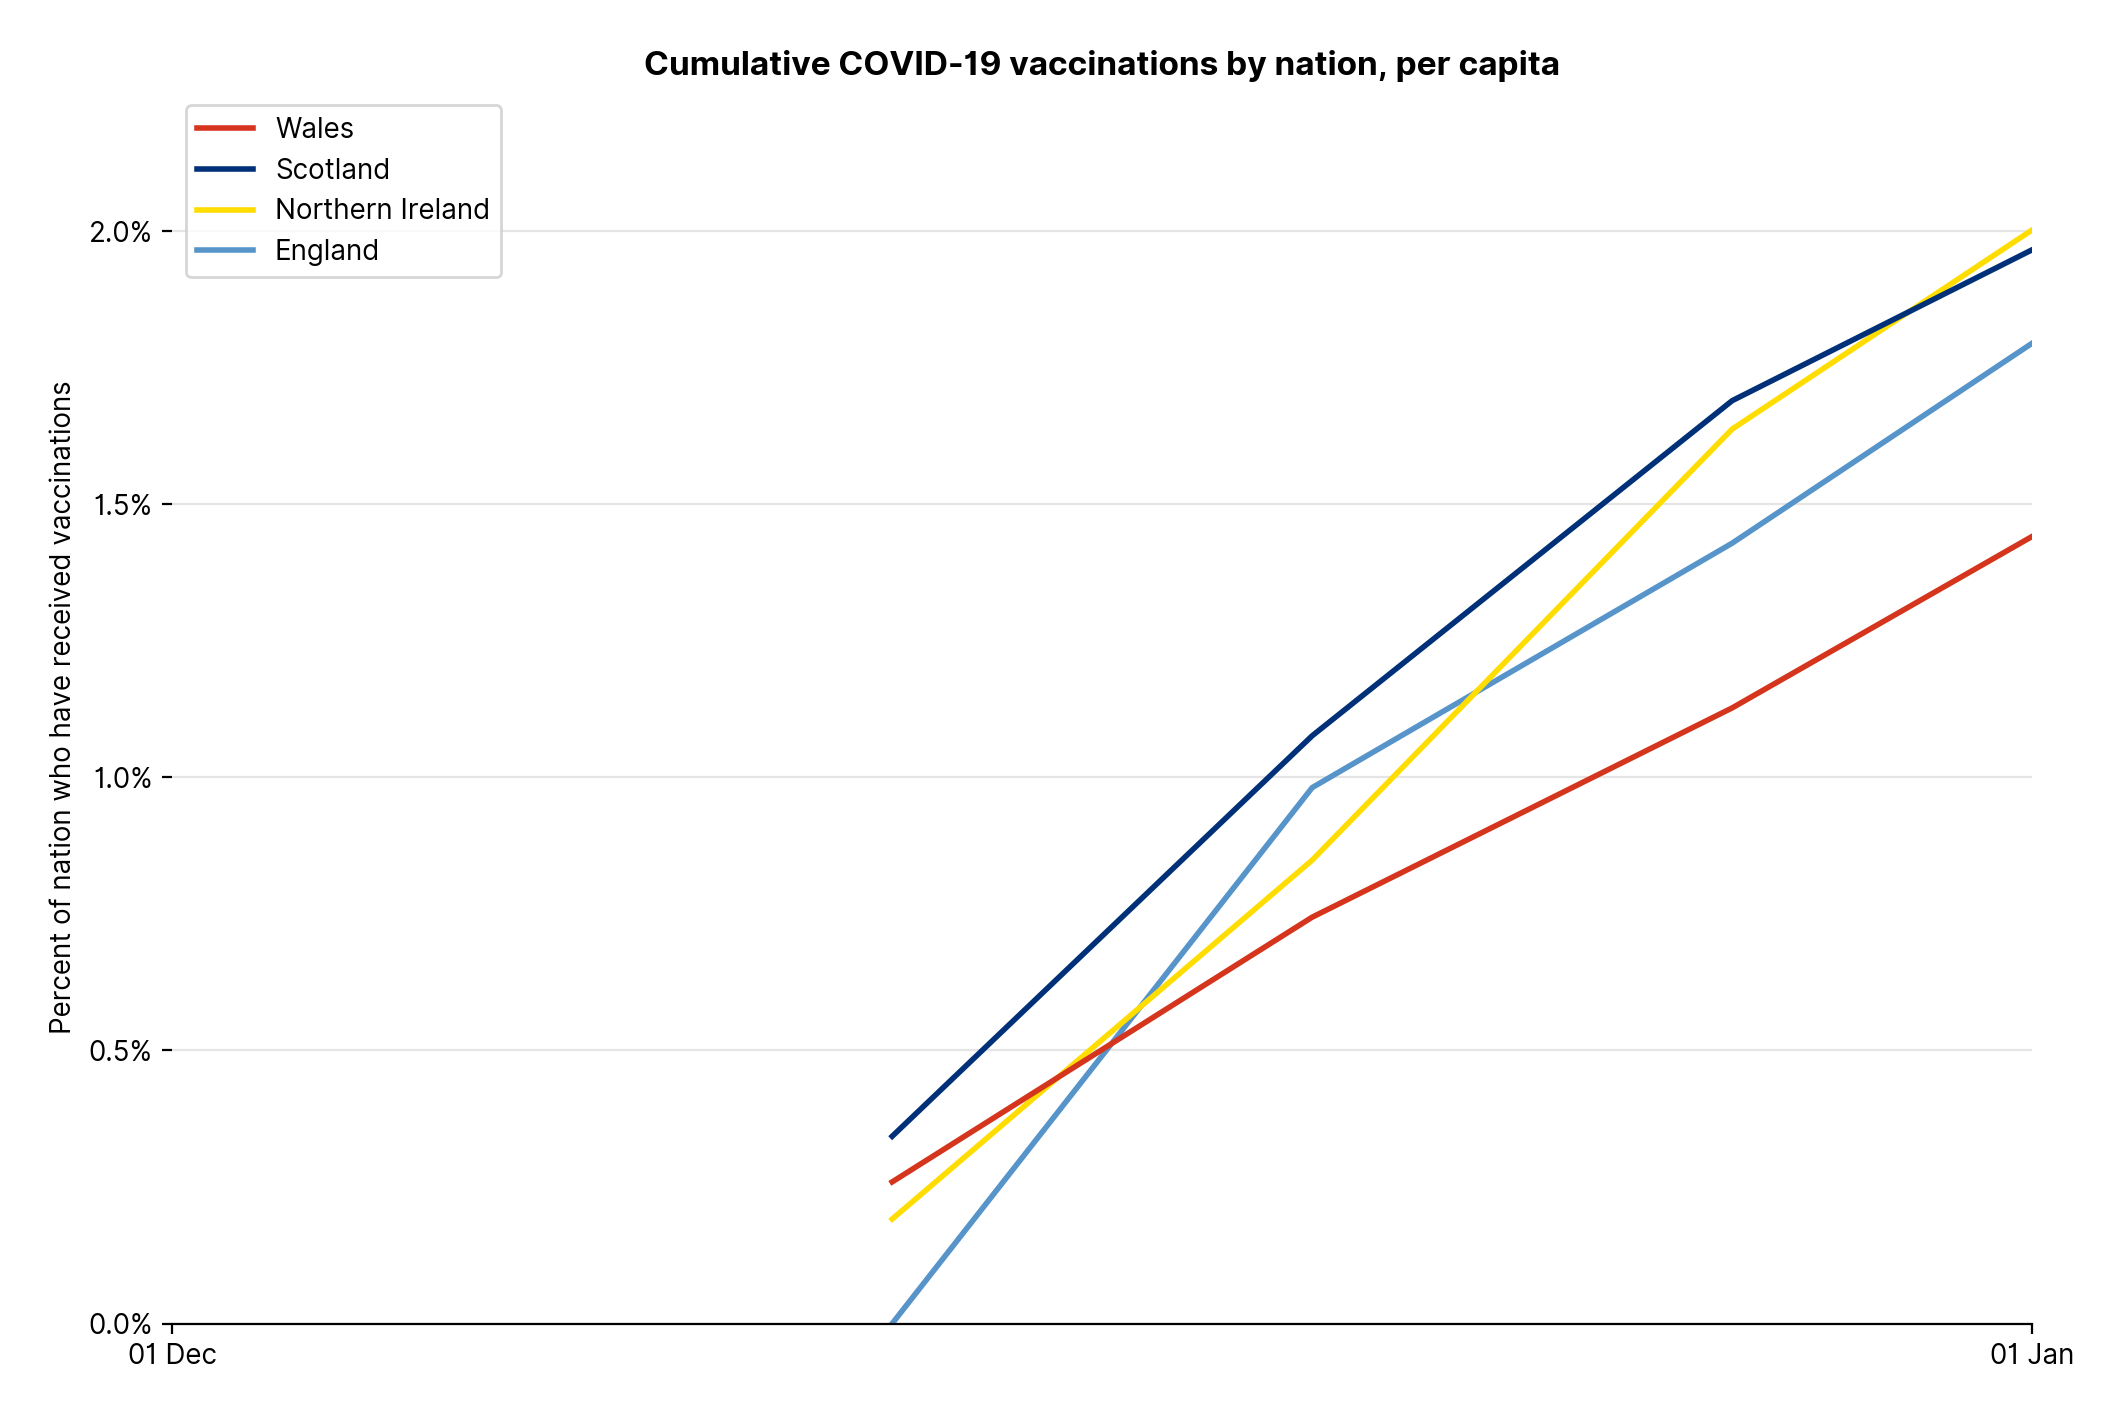 Cumulative COVID-19 vaccinations by nation, per capita
Wales
Scotland
Northern Ireland
England
Percent of nation who have received vaccinations
2.0%
1.5%
1.0%
0.5%
0.0%
01 Dec
01 Jan